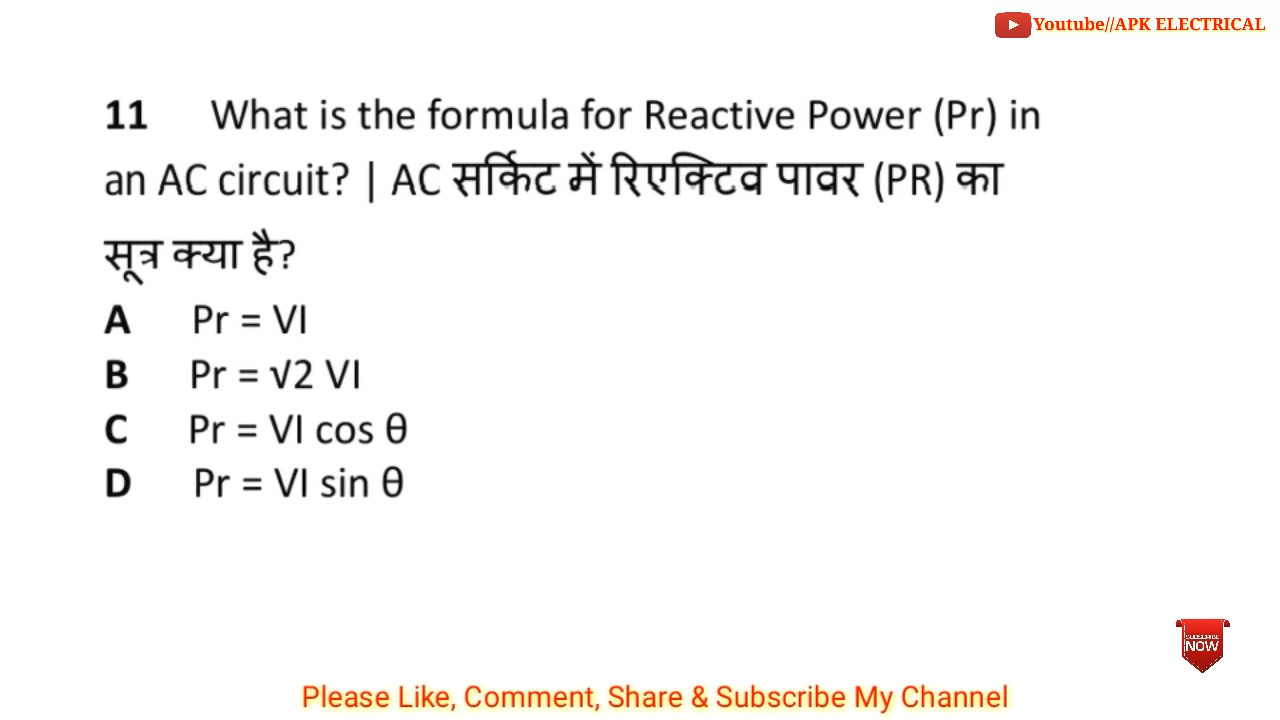 Youtube//APK ELECTRICAL
11 What is the formula for Reactive Power (Pr) in
an AC circuit? | AC सर्किट में रिएक्टिव पावर (PR) का
सूत्र क्या है?
A Pr = VI
B Pr = √2 VI
C Pr = VI cos θ
D Pr = VI sin θ
SUBSCRIBE
NOW
Please Like, Comment, Share & Subscribe My Channel